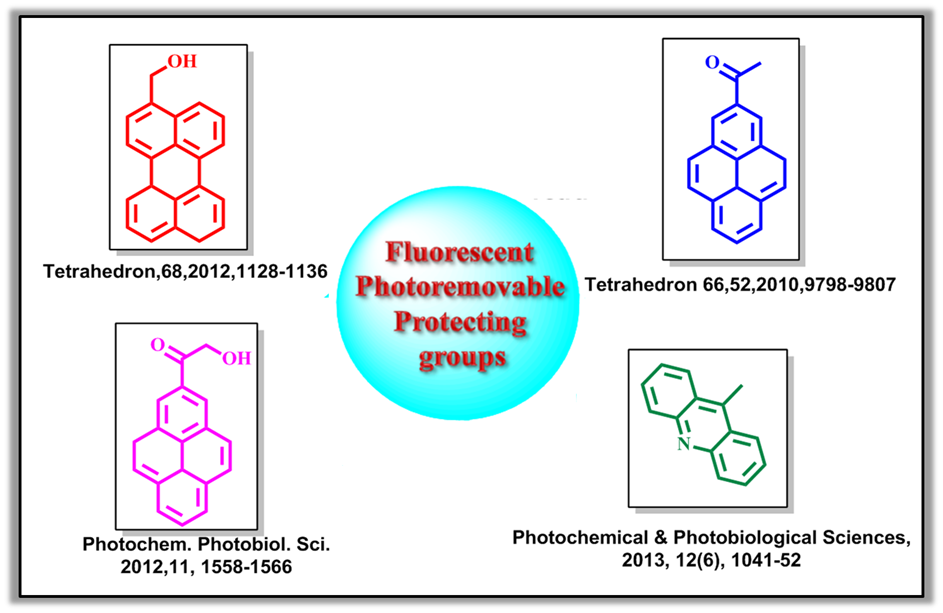 OH
Tetrahedron,68,2012,1128-1136
O
Tetrahedron 66,52,2010,9798-9807
Fluorescent
Photoremovable
Protecting
groups
O
OH
Photochem. Photobiol. Sci.
2012,11, 1558-1566
N
Photochemical & Photobiological Sciences,
2013, 12(6), 1041-52